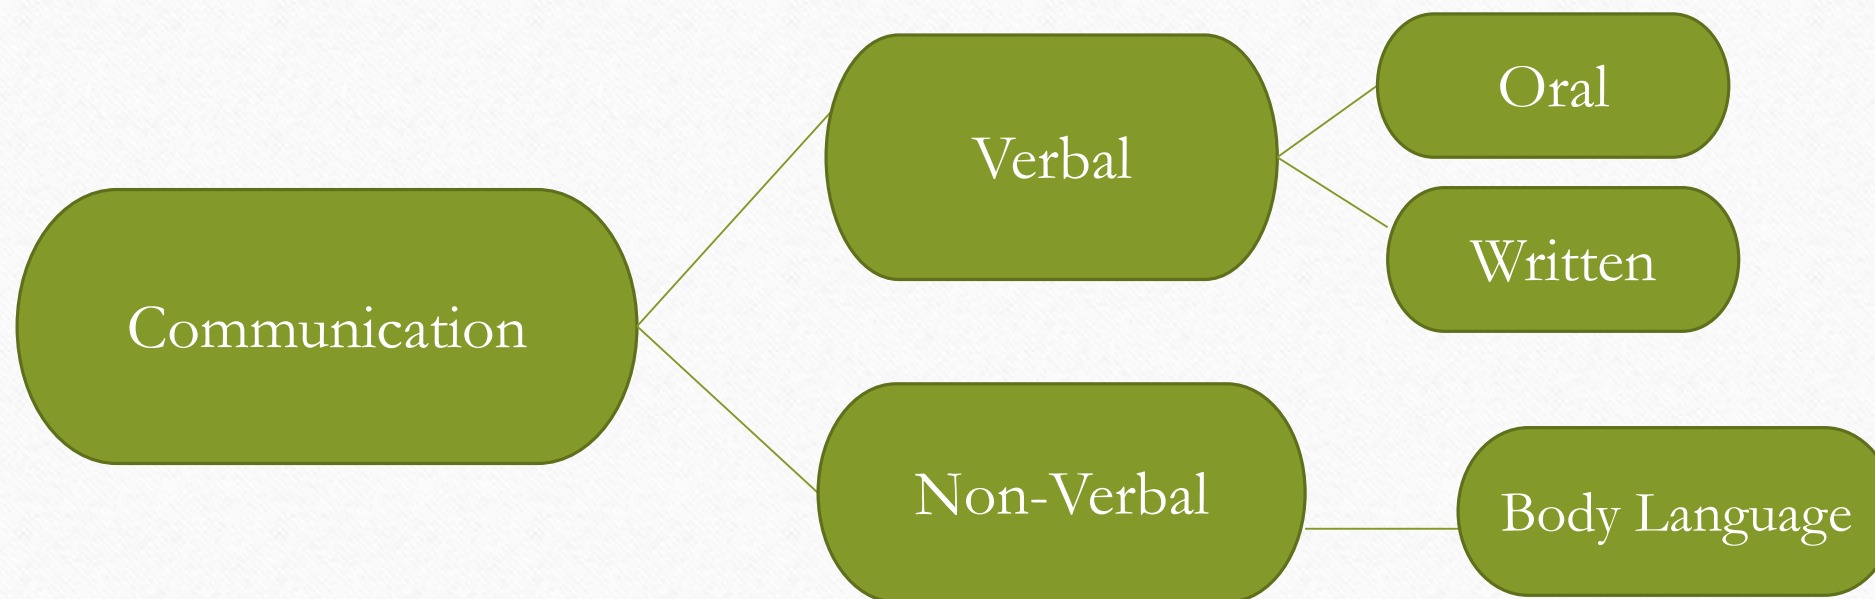 Communication
Verbal
Oral
Written
Non-Verbal
Body Language